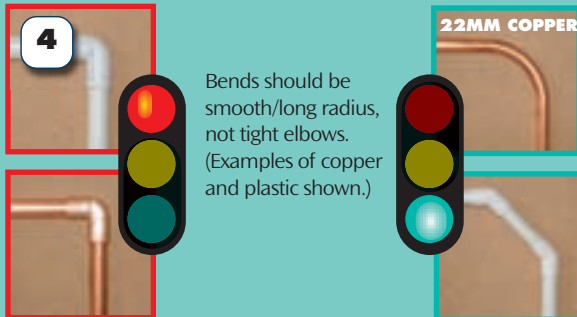 4
Bends should be
smooth/long radius,
not tight elbows.
(Examples of copper
and plastic shown.)
22MM COPPER